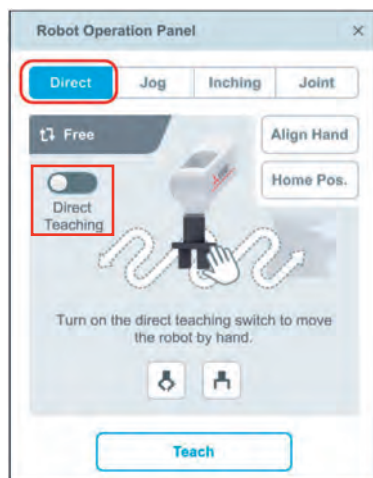 Robot Operation Panel
Direct
Jog
Inching
Joint
Free
Align Hand
Home Pos.
Direct
Teaching
Turn on the direct teaching switch to move
the robot by hand.
Teach